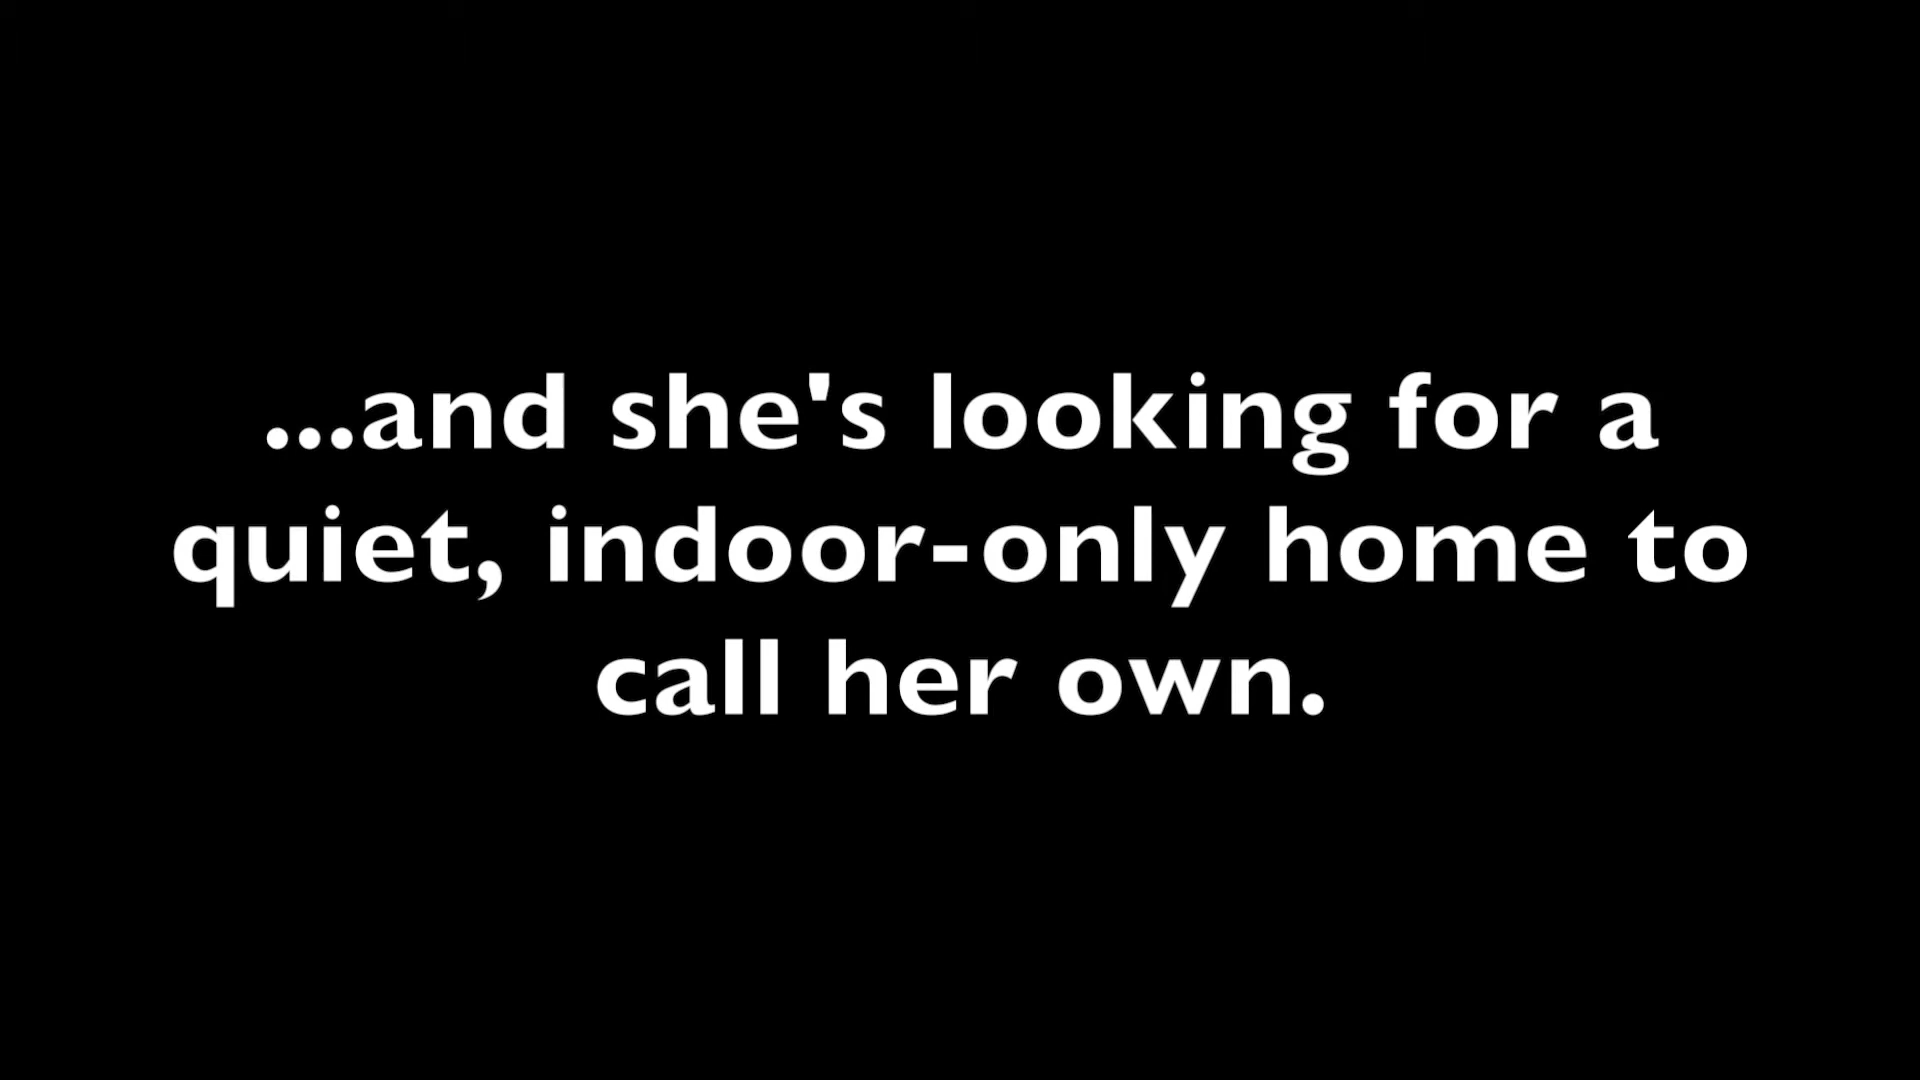 ...and she's looking for a
quiet, indoor-only home to
call her own.